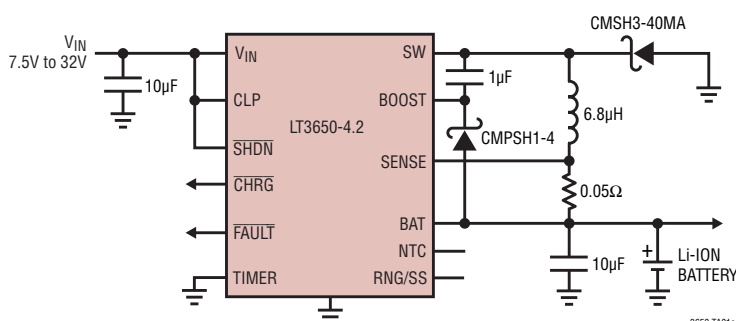 CMSH3-40MA
VIN
7.5V to 32V
10µF
VIN
CLP
SHDN
CHRG
FAULT
TIMER
LT3650-4.2
SW
BOOST
SENSE
BAT
NTC
RNG/SS
1µF
CMPSH1-4
6.8µH
0.05Ω
10µF
+
Li-ION
BATTERY